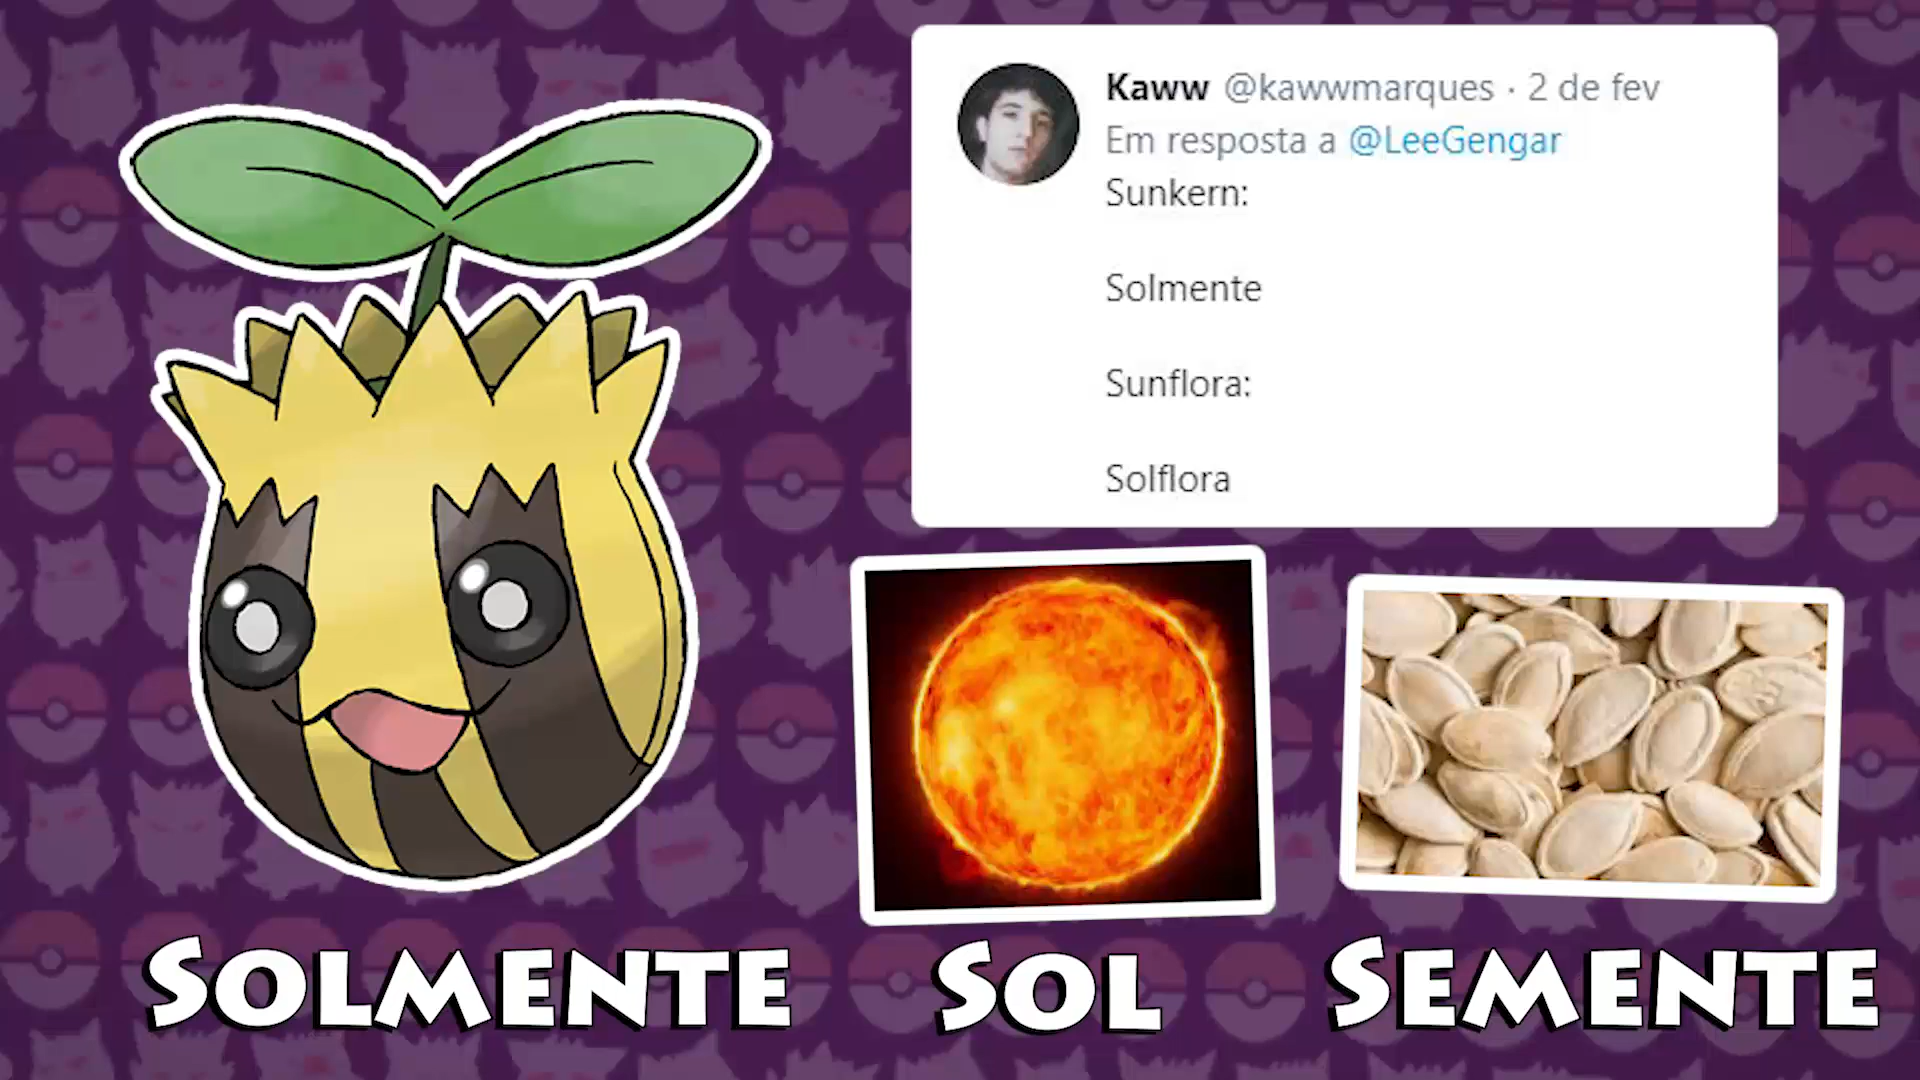 Kaww @kawwmarques · 2 de fev
Em resposta a @LeeGengar
Sunkern:
Solmente
Sunflora:
Solflora
SOLMENTE
SOL
SEMENTE